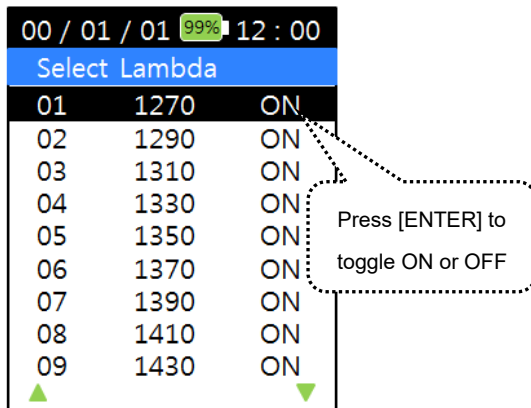 00 / 01 / 01 99% 12 : 00
Select Lambda
01 1270 ON
02 1290 ON
03 1310 ON
04 1330 ON
05 1350 ON
06 1370 ON
07 1390 ON
08 1410 ON
09 1430 ON
Press [ENTER] to
toggle ON or OFF